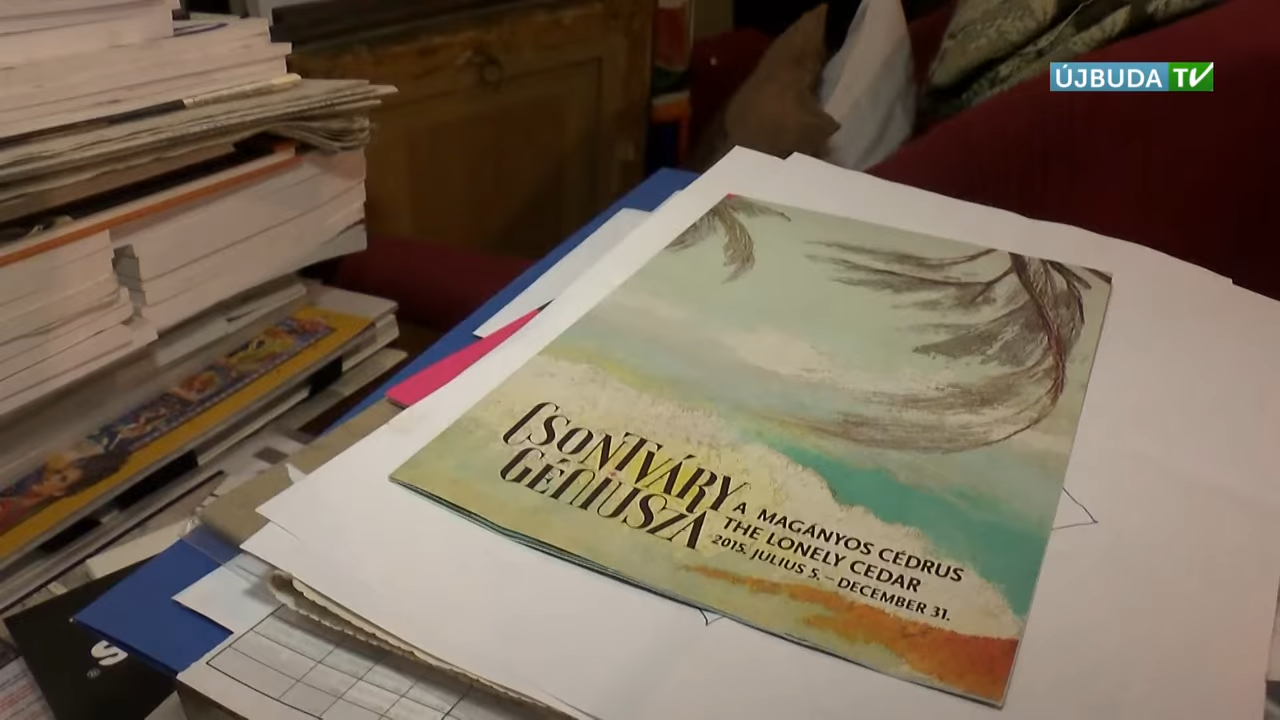 ÚJBUDA TV
CSONTVÁRY
GÉNIUSZA
A MAGÁNYOS CÉDRUS
THE LONELY CEDAR
2015. JÚLIUS 5. – DECEMBER 31.
S